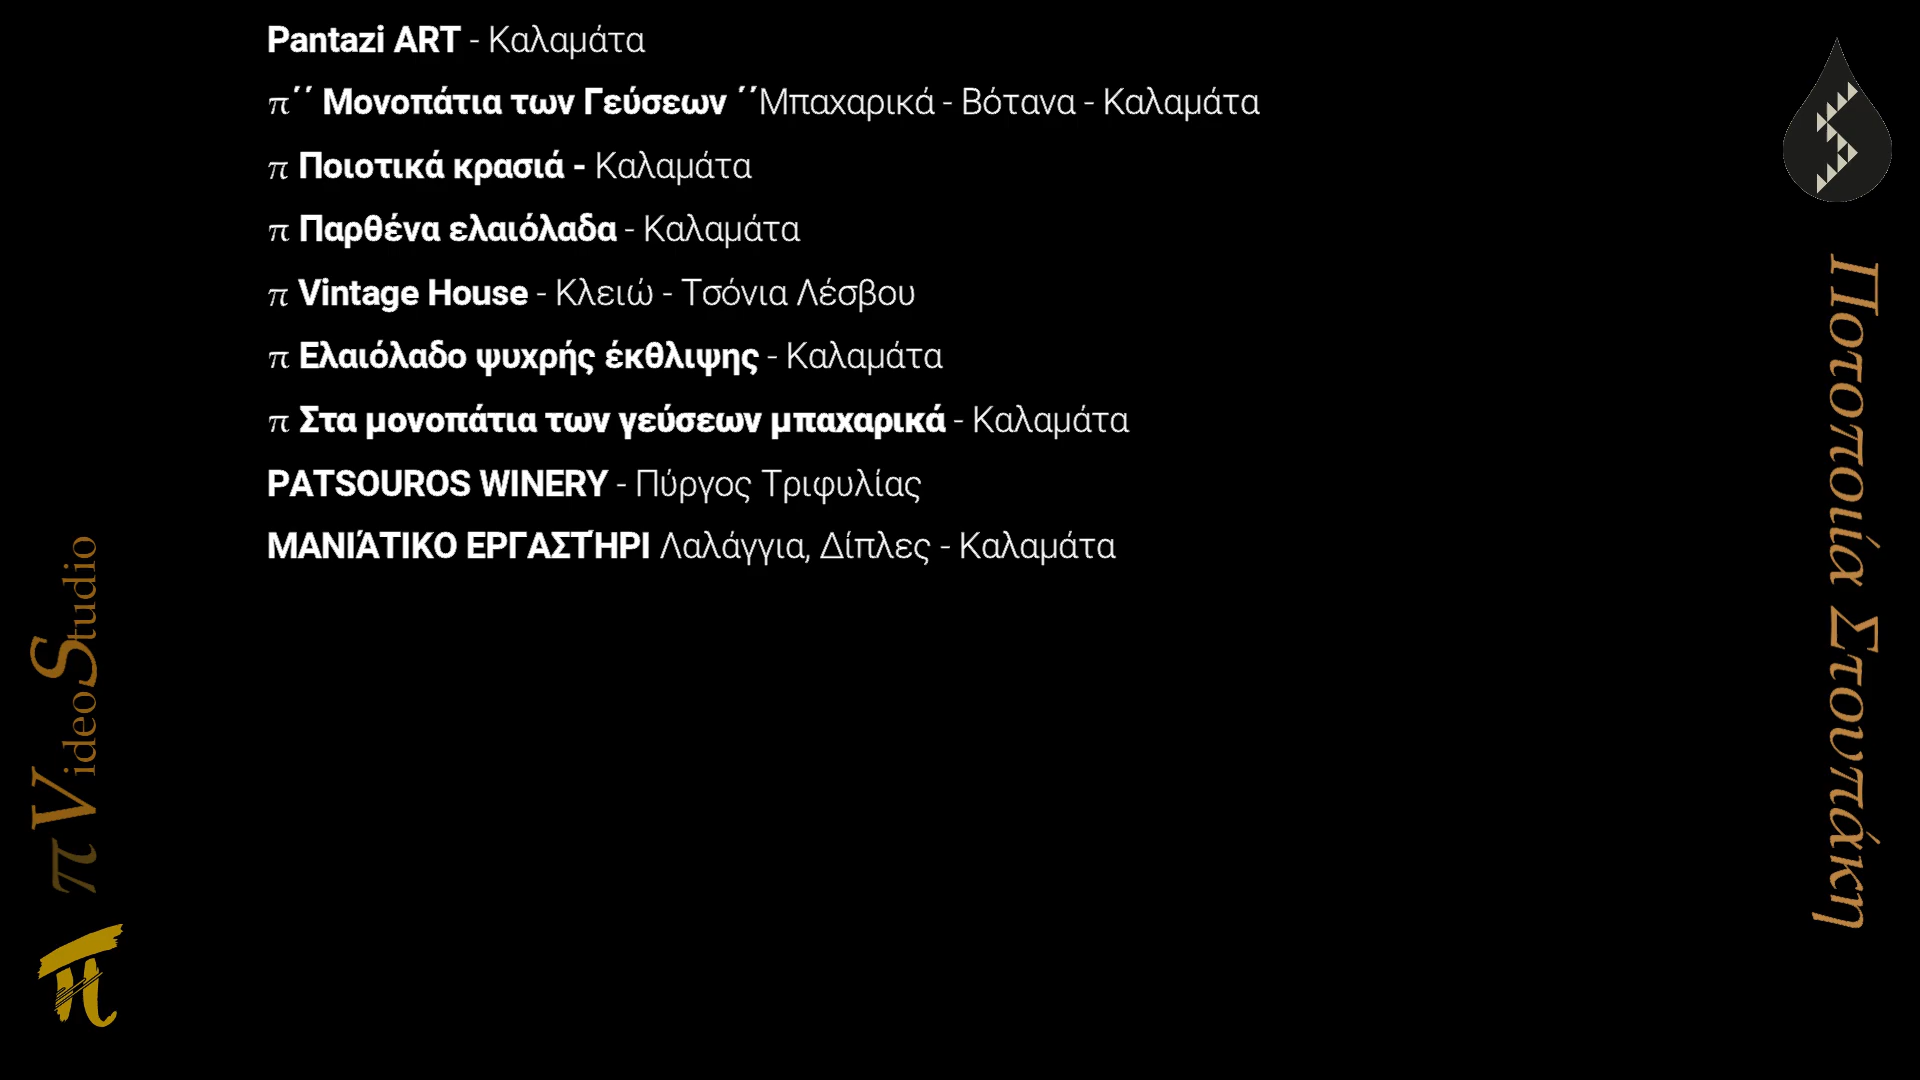 Pantazi ART - Καλαμάτα
π΄΄ Μονοπάτια των Γεύσεων ΄΄Μπαχαρικά - Βότανα - Καλαμάτα
π Ποιοτικά κρασιά - Καλαμάτα
π Παρθένα ελαιόλαδα - Καλαμάτα
π Vintage House - Κλειώ - Τσόνια Λέσβου
π Ελαιόλαδο ψυχρής έκθλιψης - Καλαμάτα
π Στα μονοπάτια των γεύσεων μπαχαρικά - Καλαμάτα
PATSOUROS WINERY - Πύργος Τριφυλίας
ΜΑΝΙΆΤΙΚΟ ΕΡΓΑΣΤΉΡΙ Λαλάγγια, Δίπλες - Καλαμάτα
π VideoStudio
π
Ποτοποιία Στουπάκη